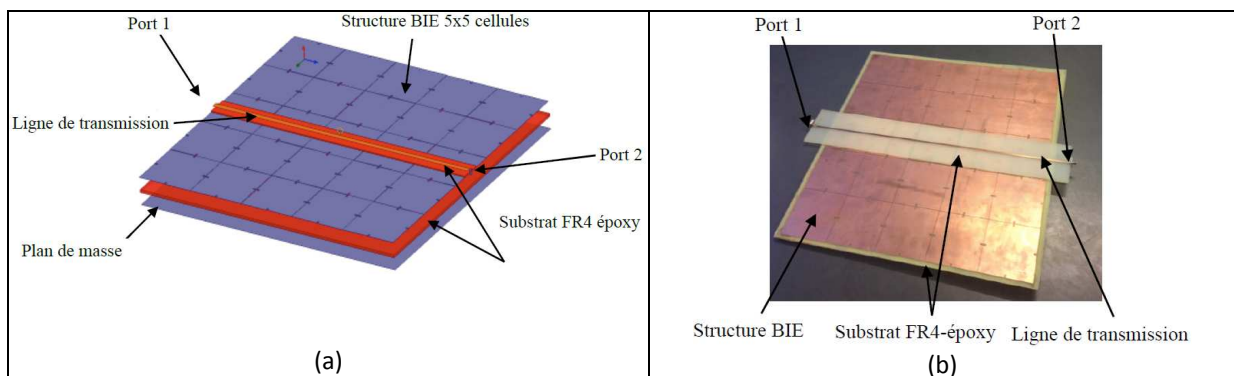 Port 1
Structure BIE 5x5 cellules
Ligne de transmission
Port 2
Substrat FR4 époxy
Plan de masse
(a)
Port 1
Port 2
Structure BIE
Substrat FR4-époxy
Ligne de transmission
(b)